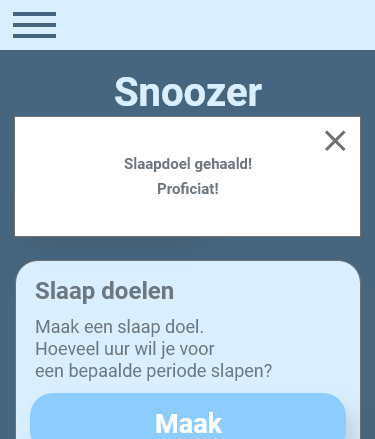 Snoozer
Slaapdoel gehaald!
Proficiat!
Slaap doelen
Maak een slaap doel.
Hoeveel uur wil je voor
een bepaalde periode slapen?
Maak